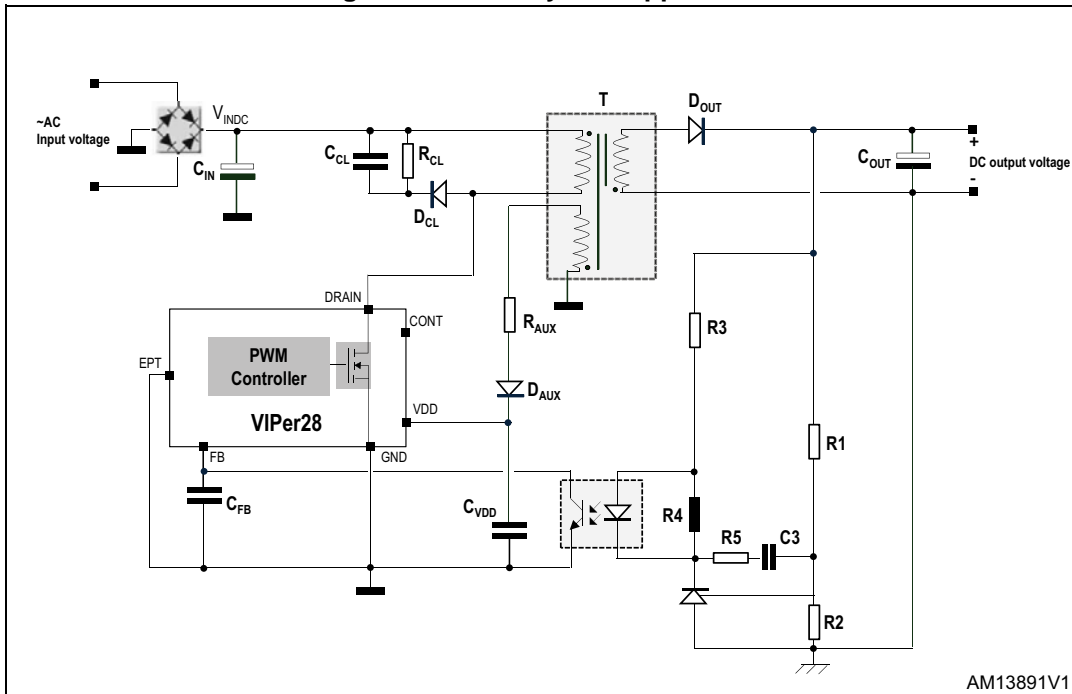 T
D_OUT
~AC
Input voltage
V_INDC
C_IN
C_CL
R_CL
D_CL
C_OUT
+
DC output voltage
-
DRAIN
CONT
R_AUX
R3
EPT
PWM
Controller
D_AUX
VIPer28
VDD
R1
FB
GND
C_FB
C_VDD
R4
R5
C3
R2
AM13891V1